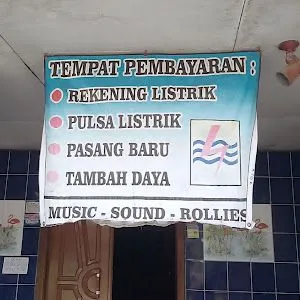 TEMPAT PEMBAYARAN :
REKENING LISTRIK
PULSA LISTRIK
PASANG BARU
TAMBAH DAYA
MUSIC - SOUND - ROLLIES